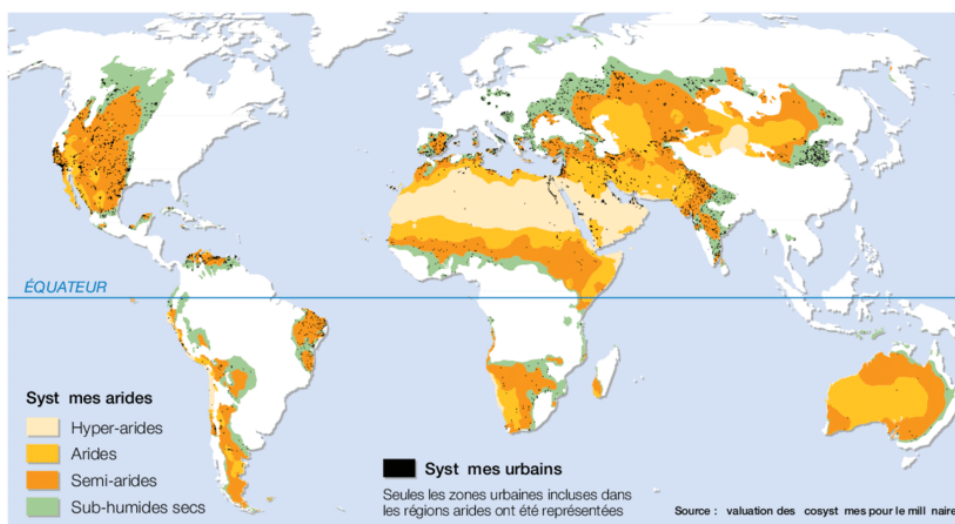 ÉQUATEUR
Syst mes arides
Hyper-arides
Arides
Semi-arides
Sub-humides secs
Syst mes urbains
Seules les zones urbaines incluses dans
les régions arides ont été représentées
Source : valuation des cosyst mes pour le mill naire